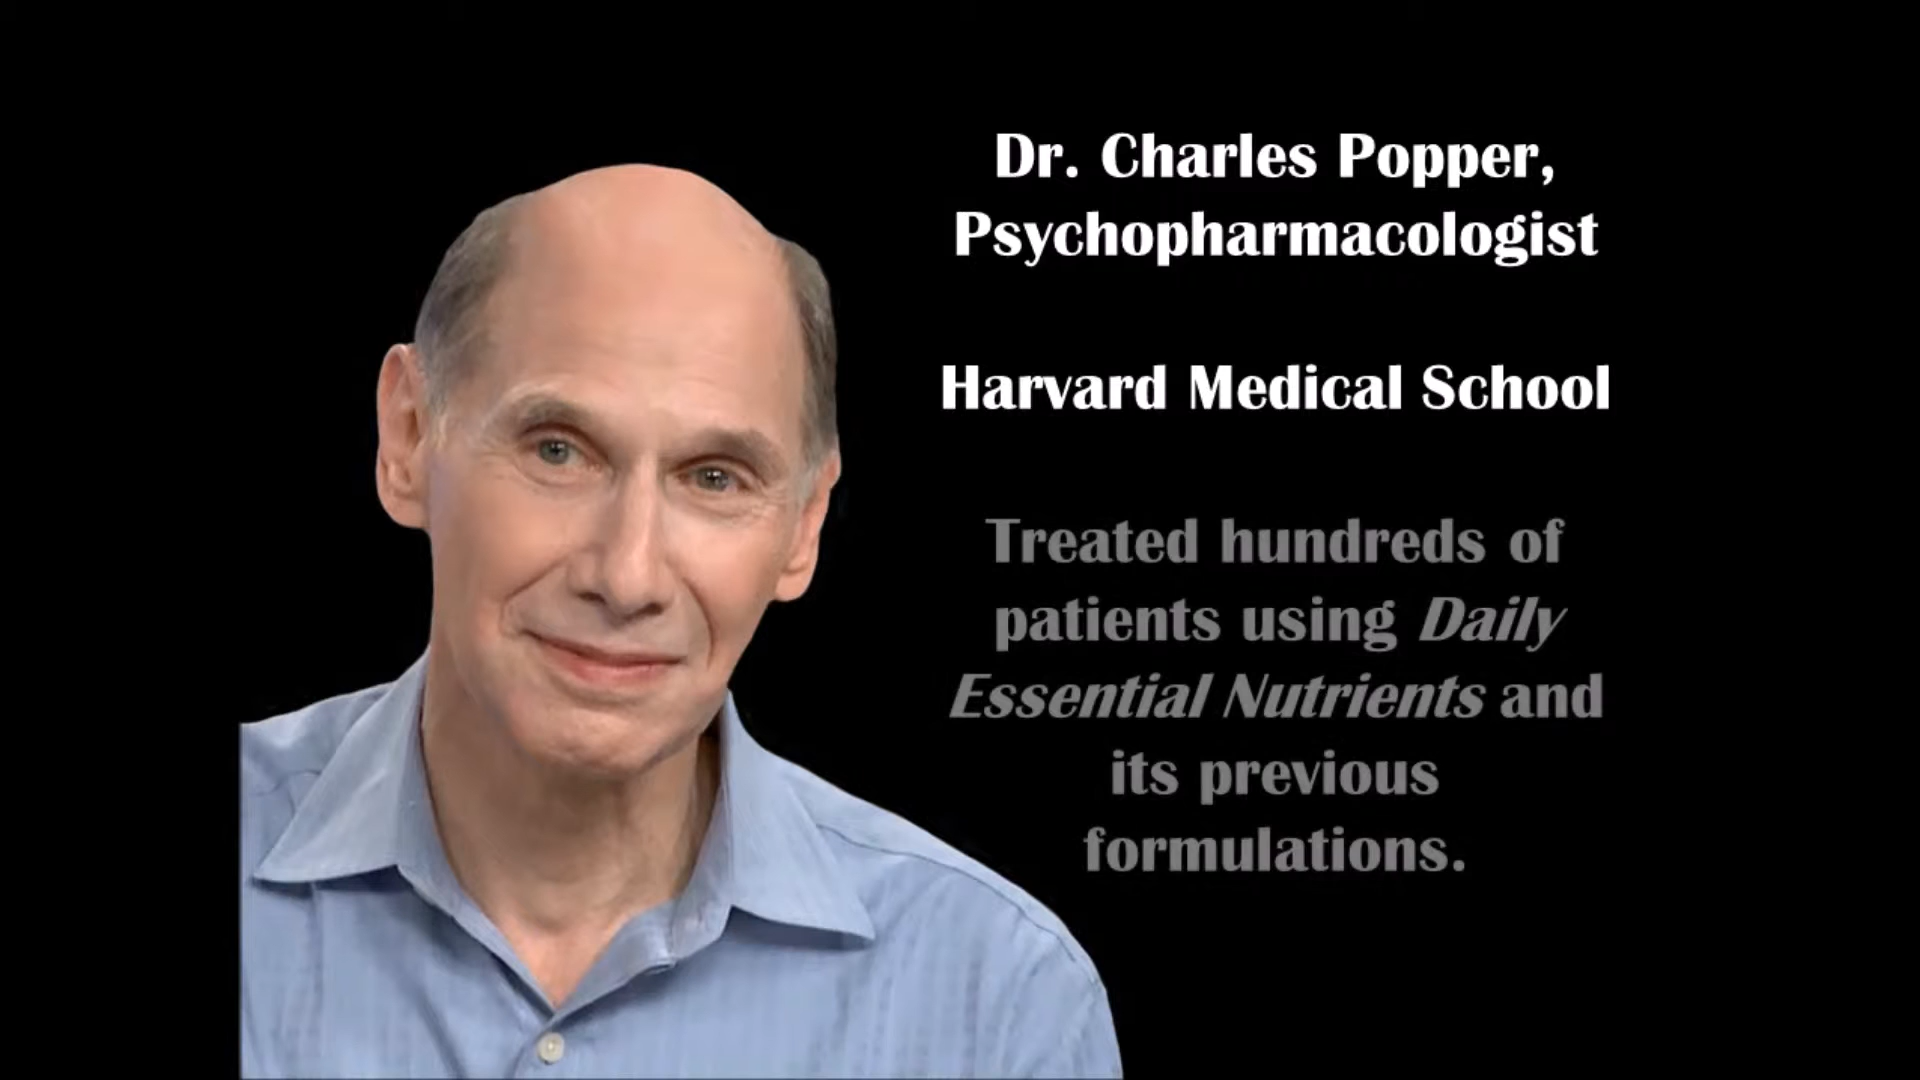 Dr. Charles Popper,
Psychopharmacologist
Harvard Medical School
Treated hundreds of
patients using Daily
Essential Nutrients and
its previous
formulations.